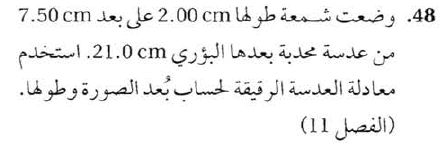 48. وضعت شمعة طولها 2.00 cm على بعد 7.50 cm
من عدسة محدبة بعدها البؤري 21.0 cm. استخدم
معادلة العدسة الرقيقة لحساب بُعد الصورة وطولها.
(الفصل 11)